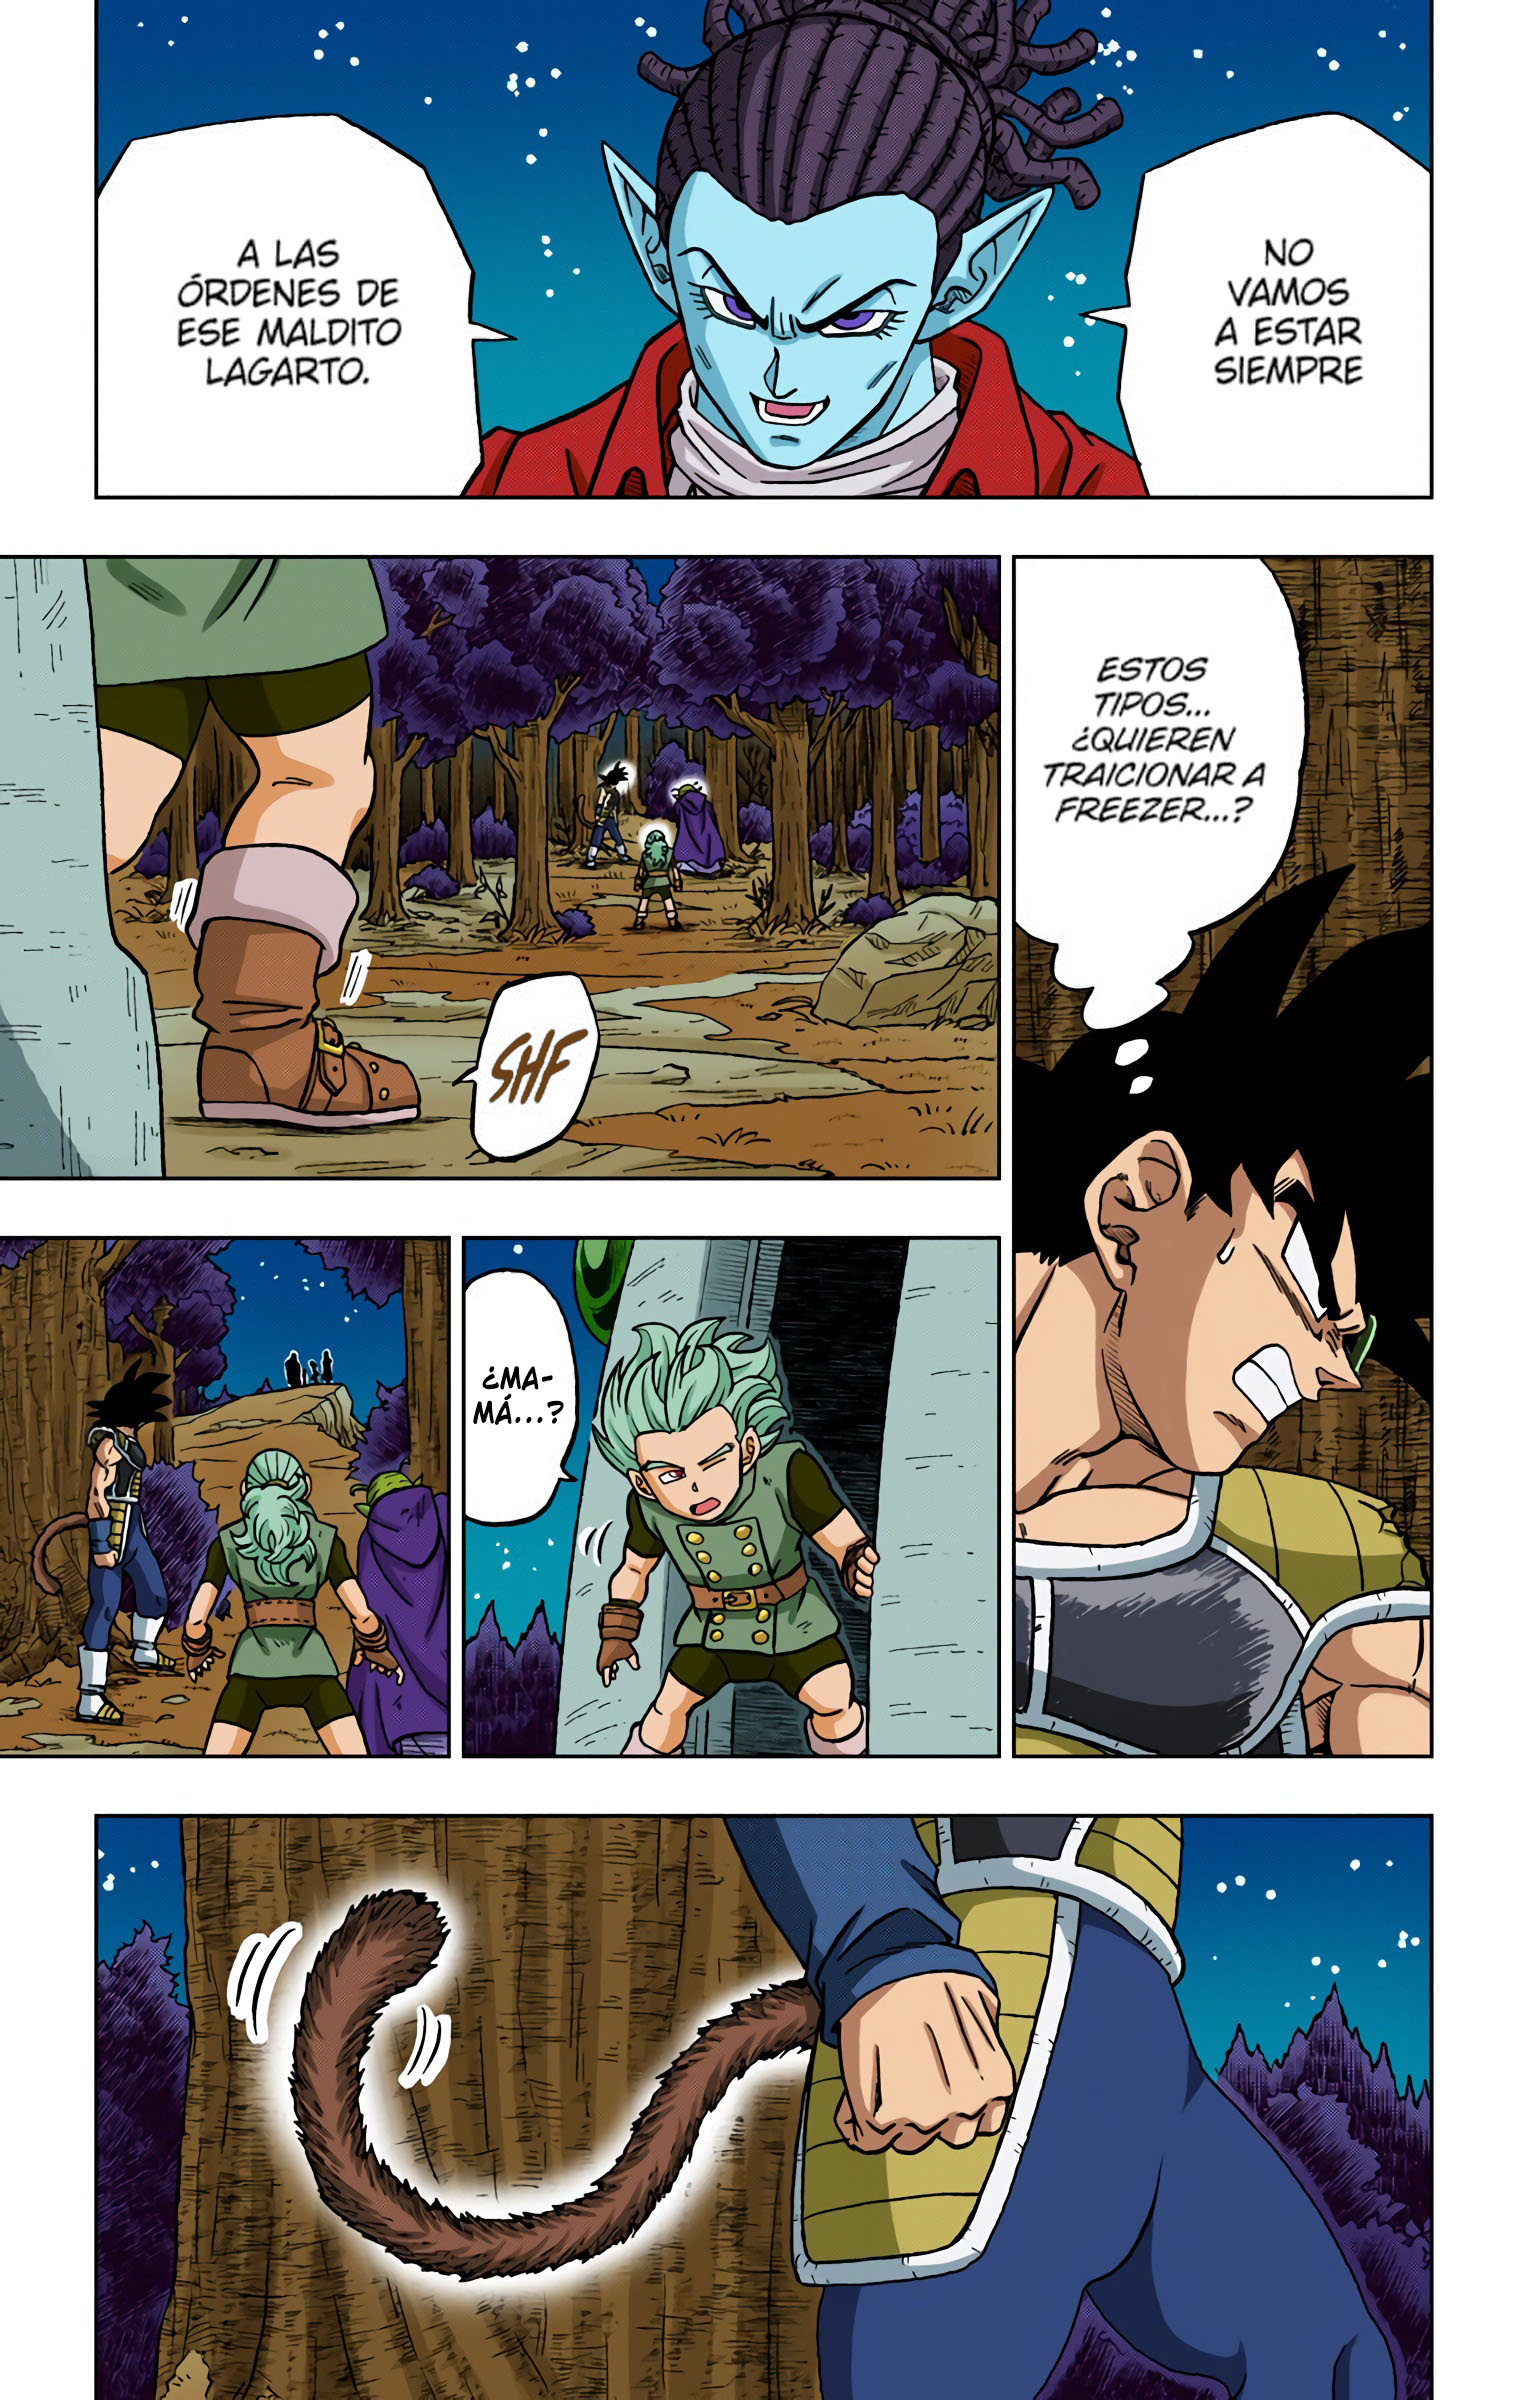 NO
VAMOS
A ESTAR
SIEMPRE
A LAS
ÓRDENES DE
ESE MALDITO
LAGARTO.
ESTOS
TIPOS...
¿QUIEREN
TRAICIONAR A
FREEZER...?
SHF
¿MA-
MÁ...?